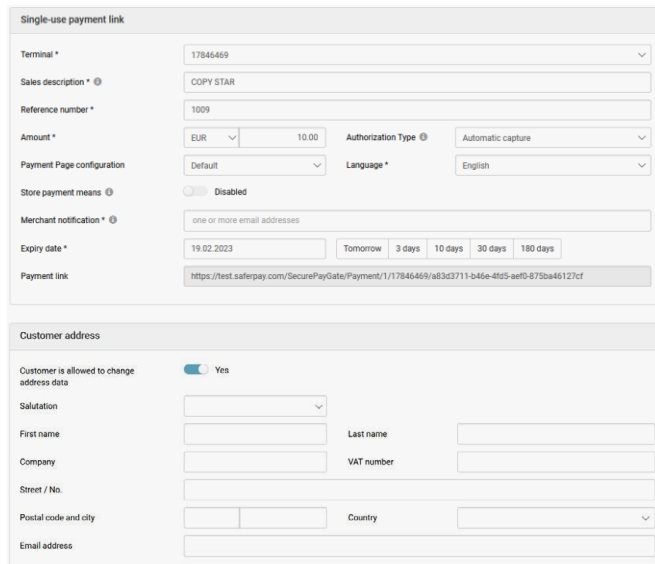 Single-use payment link
Terminal * 17846469
Sales description * COPY STAR
Reference number * 1009
Amount * EUR 10.00 Authorization Type Automatic capture
Payment Page configuration Default Language * English
Store payment means Disabled
Merchant notification * one or more email addresses
Expiry date * 19.02.2023 Tomorrow 3 days 10 days 30 days 180 days
Payment link https://test.saferpay.com/SecurePayGate/Payment/1/17846469/a83d3711-b46e-4fd5-aef0-875ba46127cf
Customer address
Customer is allowed to change Yes
address data
Salutation
First name Last name
Company VAT number
Street / No.
Postal code and city Country
Email address